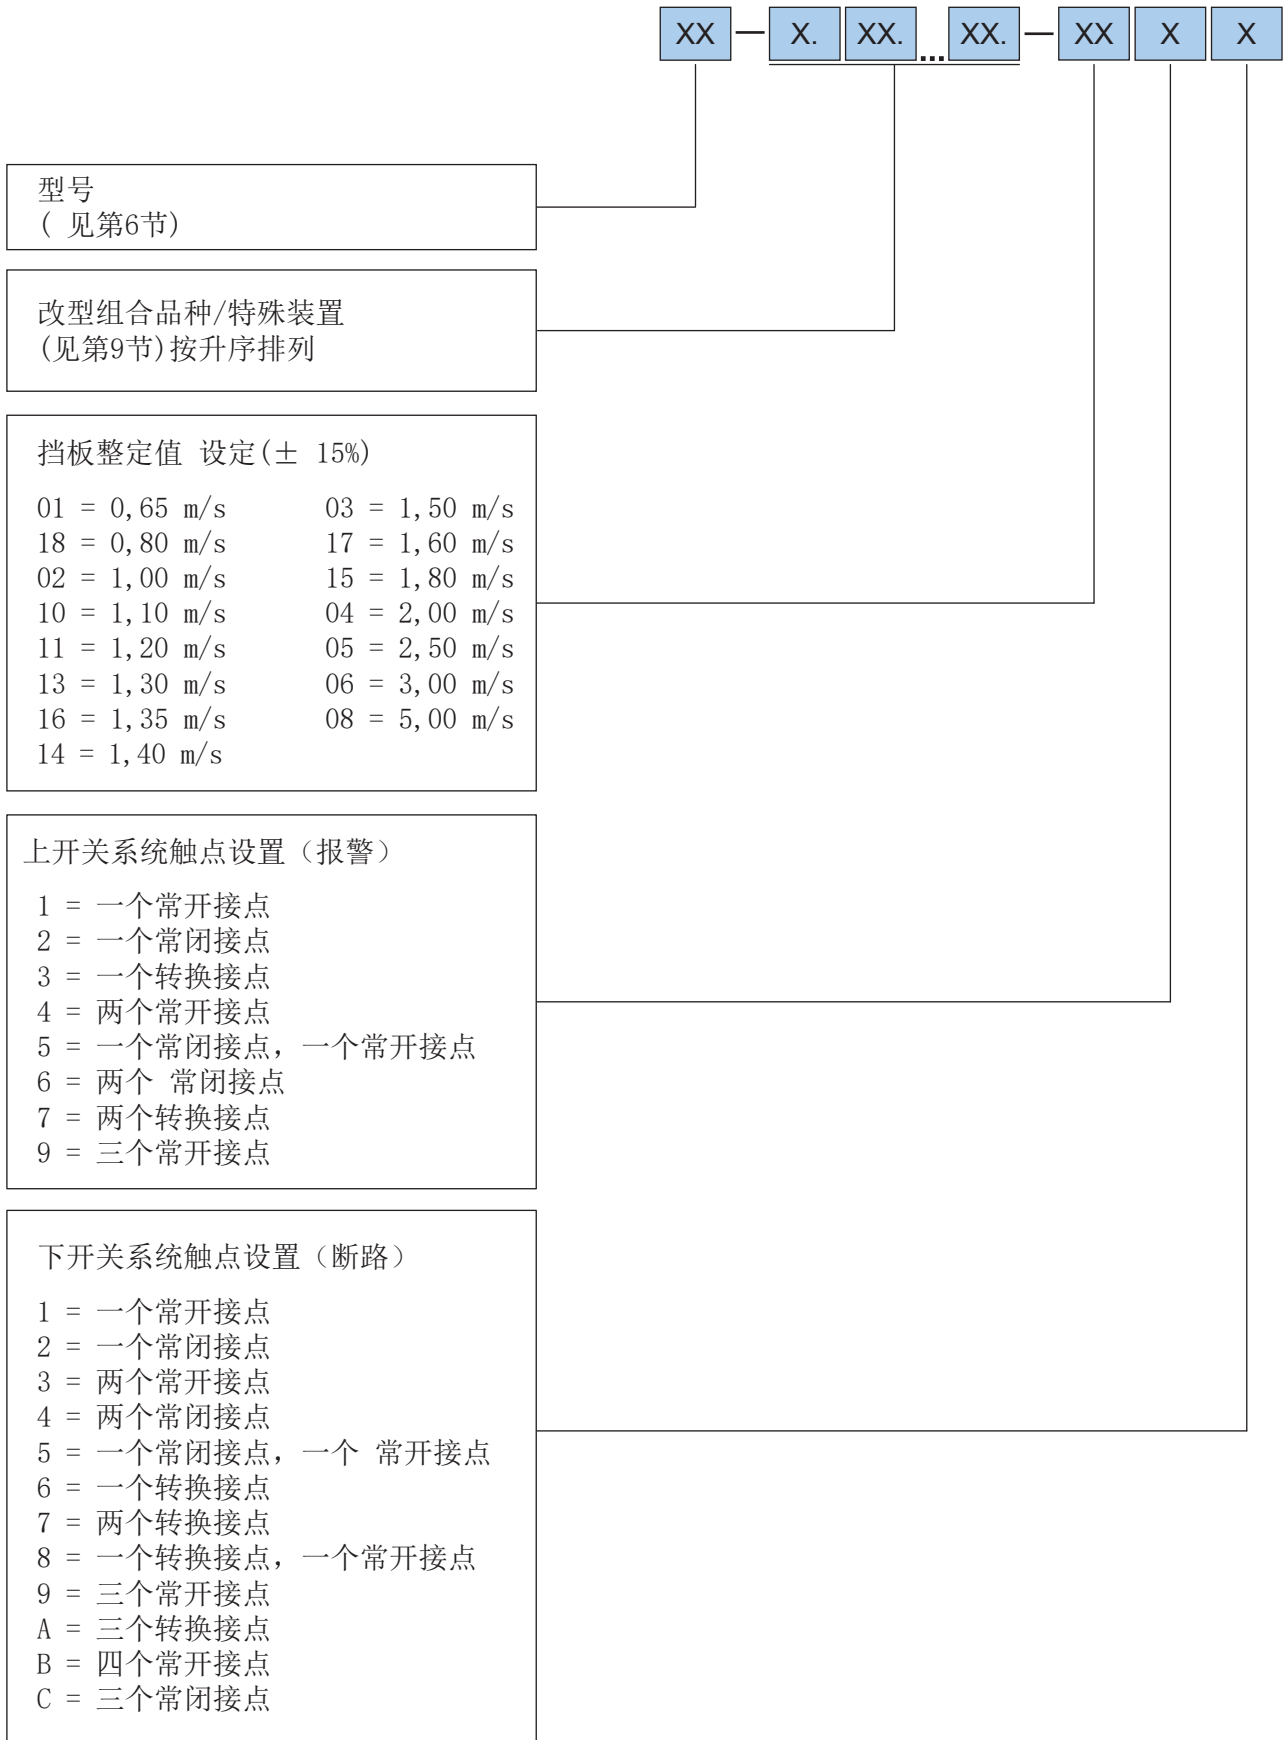 XX — X. XX. ... XX. — XX X X
型号
( 见第6节)
改型组合品种/特殊装置
(见第9节)按升序排列
挡板整定值 设定(± 15%)
01 = 0,65 m/s 03 = 1,50 m/s
18 = 0,80 m/s 17 = 1,60 m/s
02 = 1,00 m/s 15 = 1,80 m/s
10 = 1,10 m/s 04 = 2,00 m/s
11 = 1,20 m/s 05 = 2,50 m/s
13 = 1,30 m/s 06 = 3,00 m/s
16 = 1,35 m/s 08 = 5,00 m/s
14 = 1,40 m/s
上开关系统触点设置（报警）
1 = 一个常开接点
2 = 一个常闭接点
3 = 一个转换接点
4 = 两个常开接点
5 = 一个常闭接点，一个常开接点
6 = 两个 常闭接点
7 = 两个转换接点
9 = 三个常开接点
下开关系统触点设置（断路）
1 = 一个常开接点
2 = 一个常闭接点
3 = 两个常开接点
4 = 两个常闭接点
5 = 一个常闭接点，一个 常开接点
6 = 一个转换接点
7 = 两个转换接点
8 = 一个转换接点，一个常开接点
9 = 三个常开接点
A = 三个转换接点
B = 四个常开接点
C = 三个常闭接点